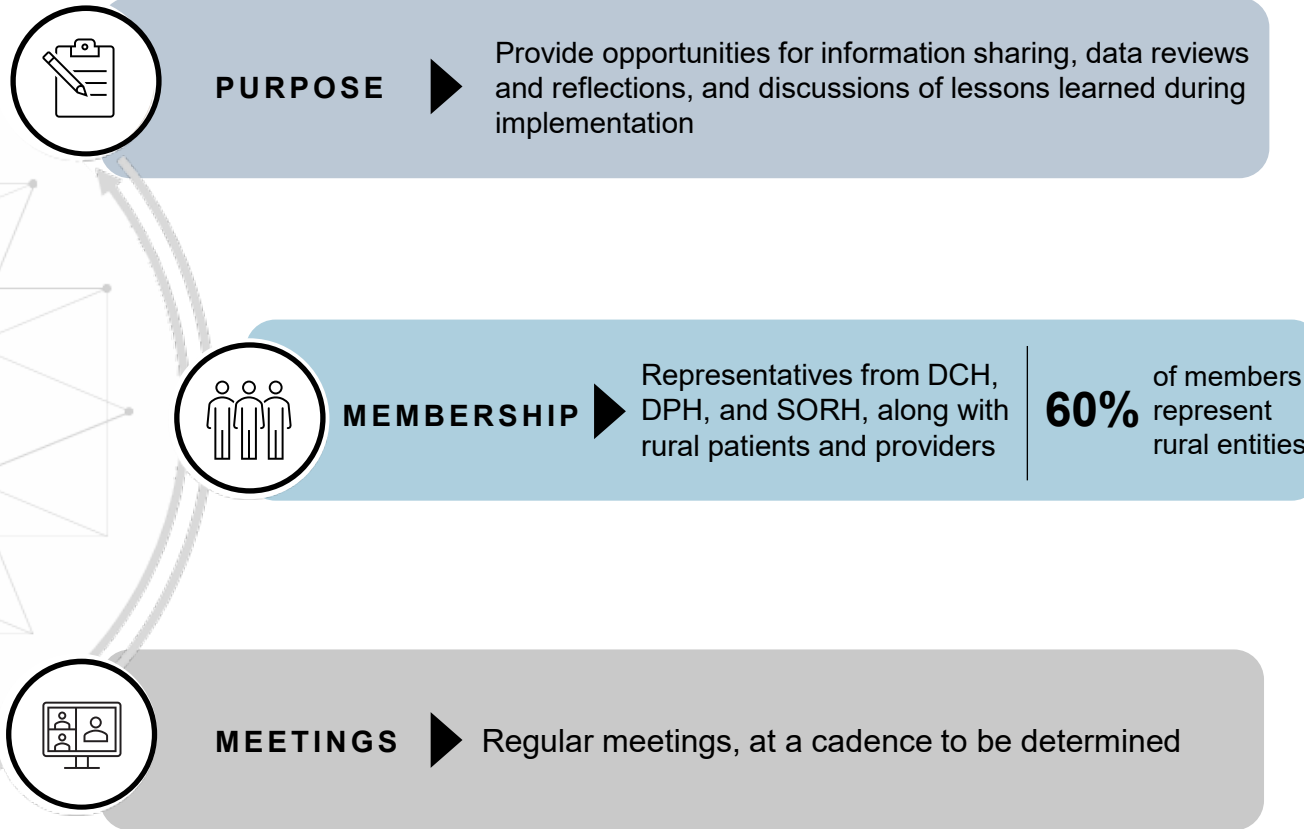 PURPOSE
Provide opportunities for information sharing, data reviews
and reflections, and discussions of lessons learned during
implementation
MEMBERSHIP
Representatives from DCH,
DPH, and SORH, along with
rural patients and providers
60%
of members
represent
rural entities
MEETINGS
Regular meetings, at a cadence to be determined